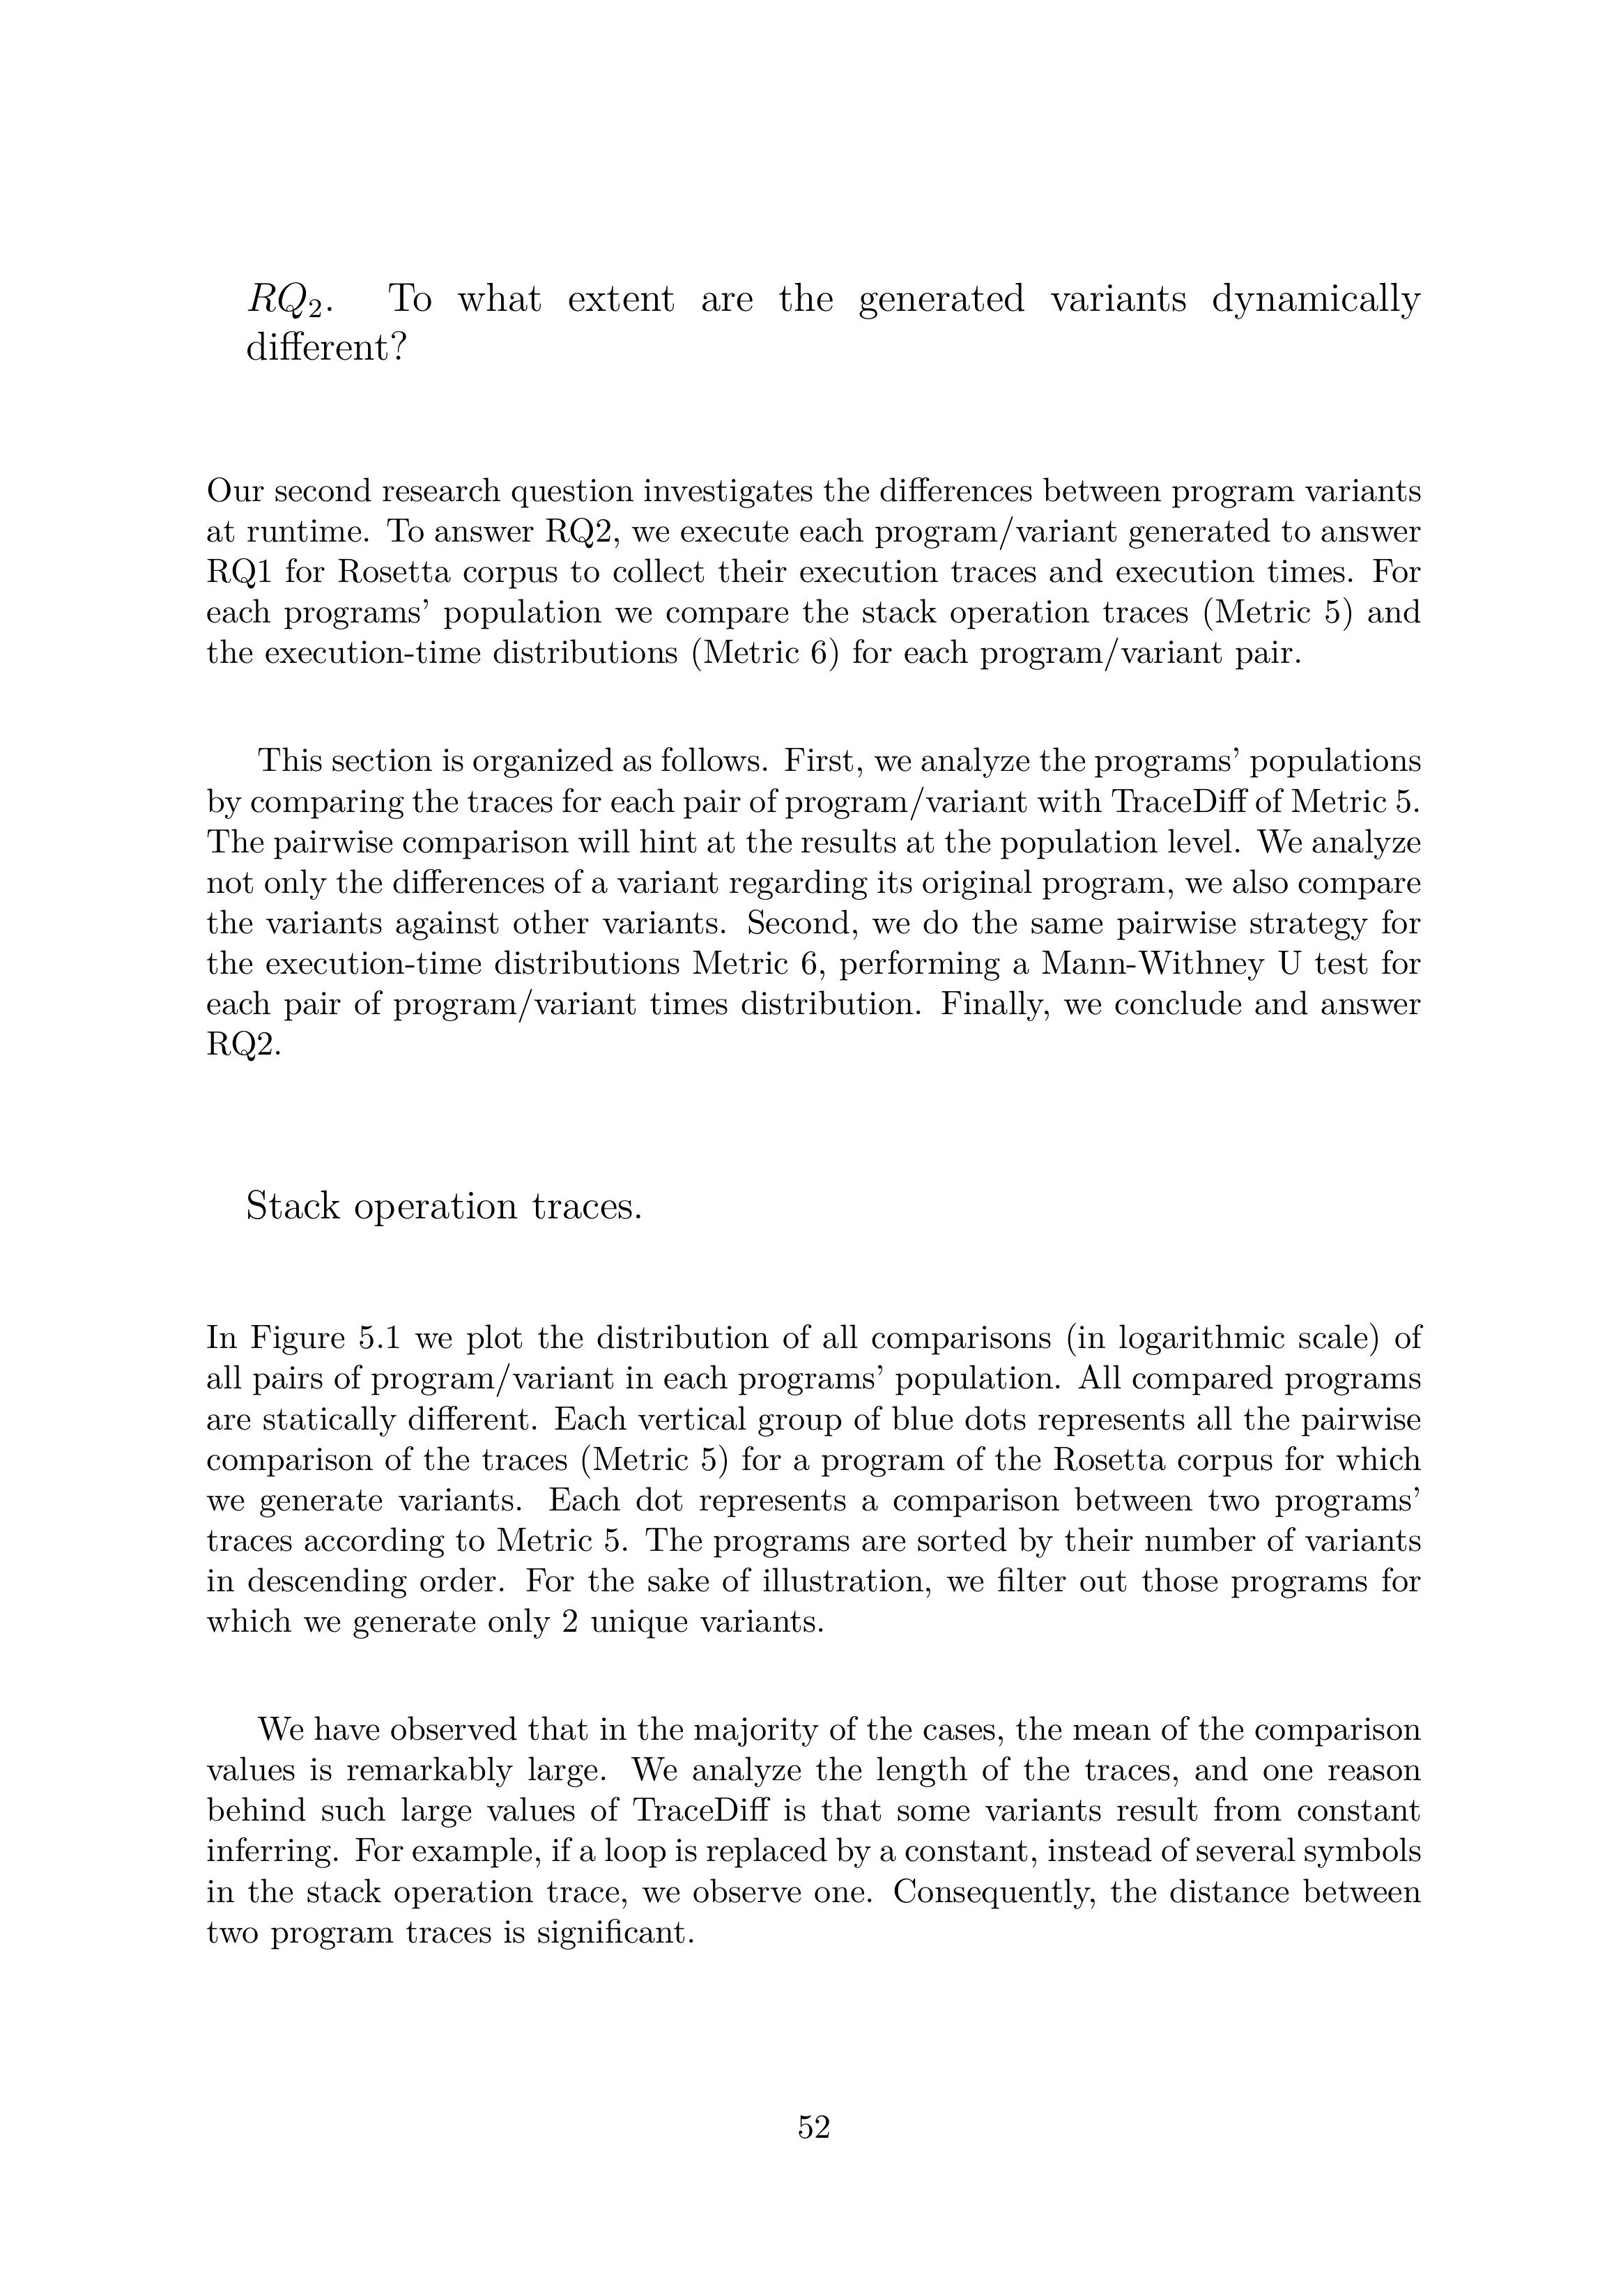 RQ2. To what extent are the generated variants dynamically
different?
Our second research question investigates the differences between program variants
at runtime. To answer RQ2, we execute each program/variant generated to answer
RQ1 for Rosetta corpus to collect their execution traces and execution times. For
each programs' population we compare the stack operation traces (Metric 5) and
the execution-time distributions (Metric 6) for each program/variant pair.
This section is organized as follows. First, we analyze the programs' populations
by comparing the traces for each pair of program/variant with TraceDiff of Metric 5.
The pairwise comparison will hint at the results at the population level. We analyze
not only the differences of a variant regarding its original program, we also compare
the variants against other variants. Second, we do the same pairwise strategy for
the execution-time distributions Metric 6, performing a Mann-Withney U test for
each pair of program/variant times distribution. Finally, we conclude and answer
RQ2.
Stack operation traces.
In Figure 5.1 we plot the distribution of all comparisons (in logarithmic scale) of
all pairs of program/variant in each programs' population. All compared programs
are statically different. Each vertical group of blue dots represents all the pairwise
comparison of the traces (Metric 5) for a program of the Rosetta corpus for which
we generate variants. Each dot represents a comparison between two programs'
traces according to Metric 5. The programs are sorted by their number of variants
in descending order. For the sake of illustration, we filter out those programs for
which we generate only 2 unique variants.
We have observed that in the majority of the cases, the mean of the comparison
values is remarkably large. We analyze the length of the traces, and one reason
behind such large values of TraceDiff is that some variants result from constant
inferring. For example, if a loop is replaced by a constant, instead of several symbols
in the stack operation trace, we observe one. Consequently, the distance between
two program traces is significant.
52